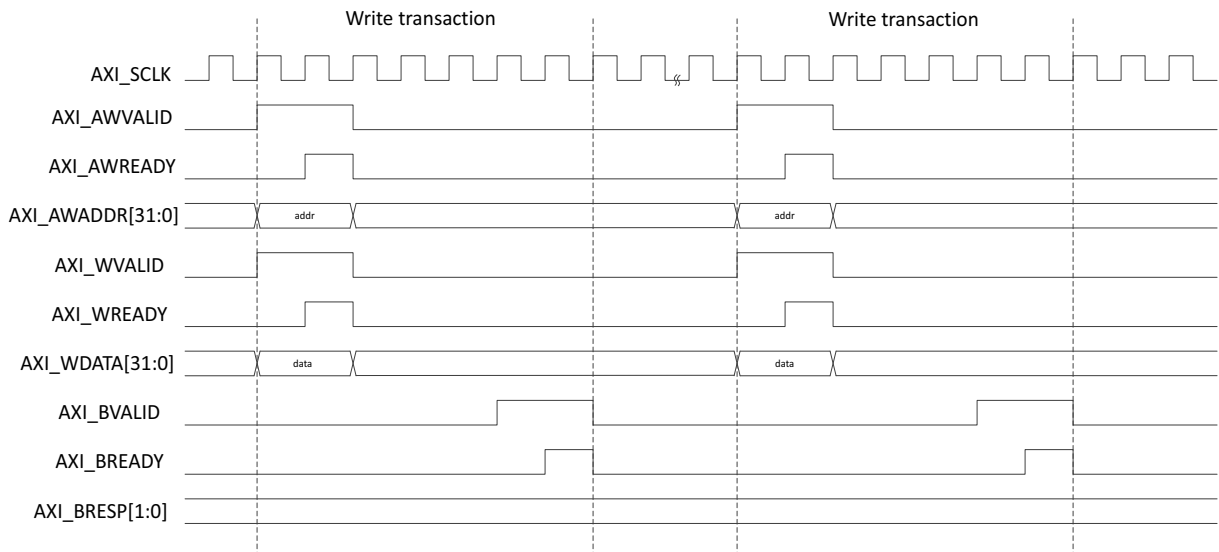 Write transaction Write transaction
AXI_SCLK
AXI_AWVALID
AXI_AWREADY
AXI_AWADDR[31:0] addr addr
AXI_WVALID
AXI_WREADY
AXI_WDATA[31:0] data data
AXI_BVALID
AXI_BREADY
AXI_BRESP[1:0]